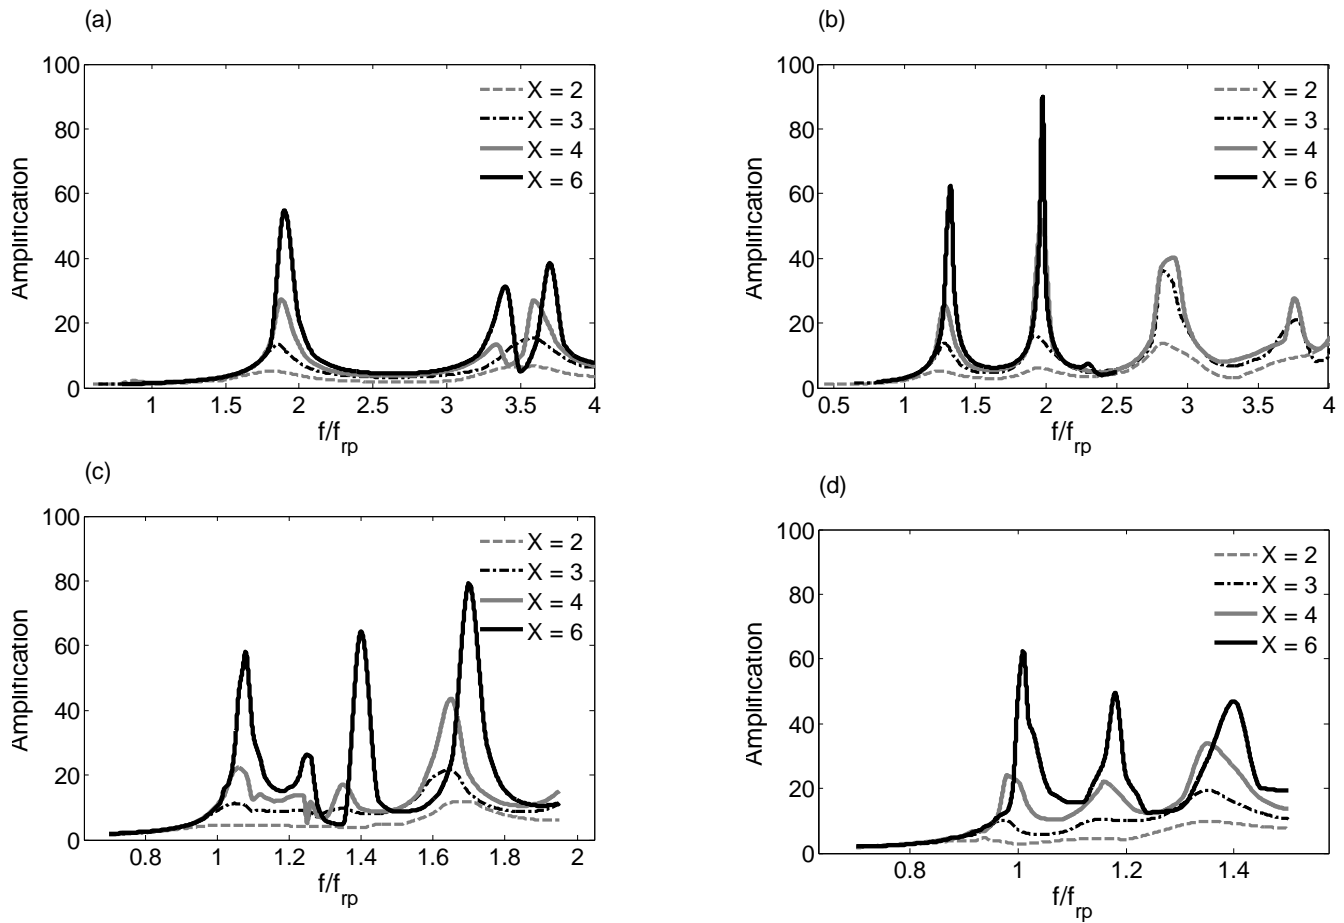 (a)
100
80
60
40
20
0
Amplification
1
1.5
2
2.5
3
3.5
4
f/f_rp
X = 2
X = 3
X = 4
X = 6
(b)
100
80
60
40
20
0
Amplification
0.5
1
1.5
2
2.5
3
3.5
4
f/f_rp
X = 2
X = 3
X = 4
X = 6
(c)
100
80
60
40
20
0
Amplification
0.8
1
1.2
1.4
1.6
1.8
2
f/f_rp
X = 2
X = 3
X = 4
X = 6
(d)
100
80
60
40
20
0
Amplification
0.8
1
1.2
1.4
f/f_rp
X = 2
X = 3
X = 4
X = 6